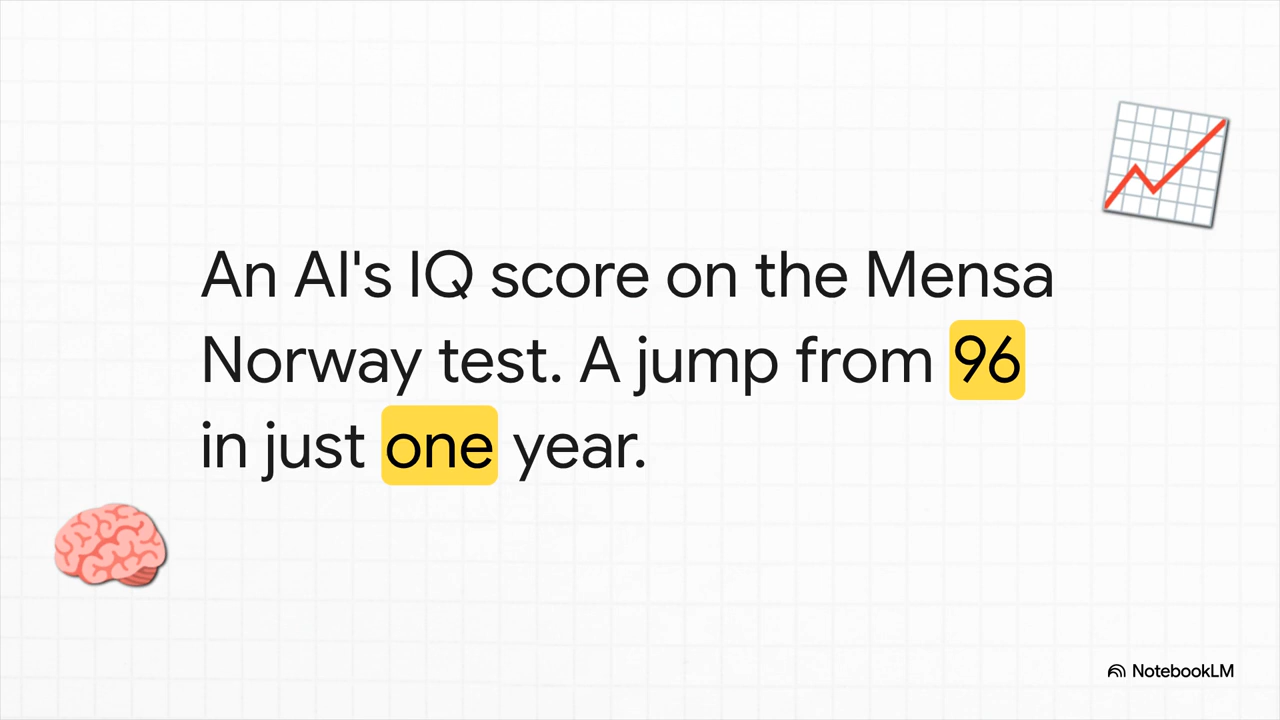 An AI's IQ score on the Mensa
Norway test. A jump from 96
in just one year.
NotebookLM